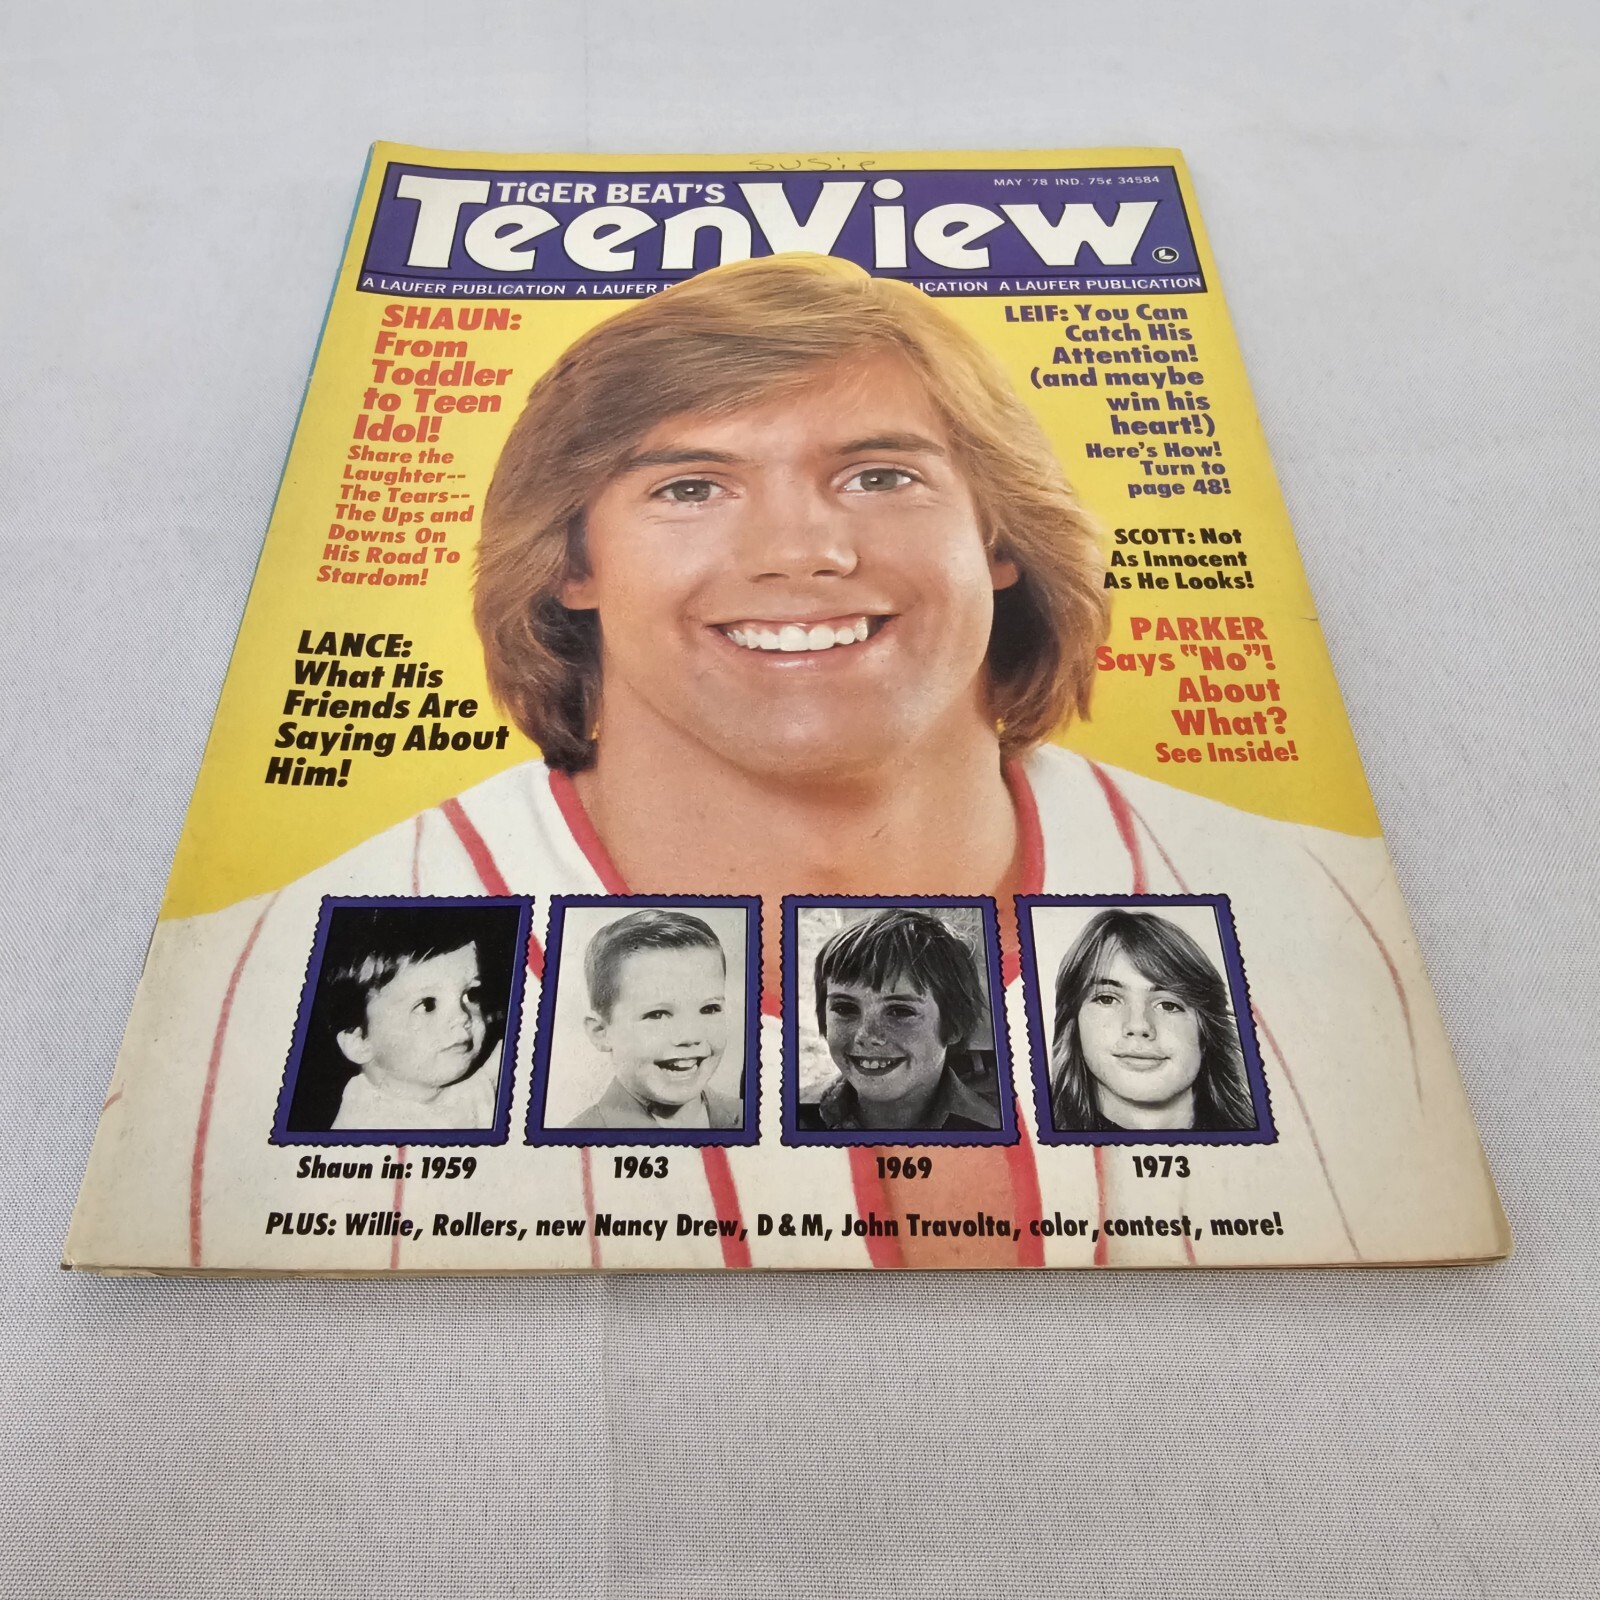 Susie
TiGER BEAT'S
MAY '78 IND. 75¢ 34584
TeenView
L
A LAUFER PUBLICATION A LAUFER P
ICATION A LAUFER PUBLICATION
SHAUN:
From
Toddler
to Teen
Idol!
Share the
Laughter--
The Tears--
The Ups and
Downs On
His Road To
Stardom!
LANCE:
What His
Friends Are
Saying About
Him!
LEIF: You Can
Catch His
Attention!
(and maybe
win his
heart!)
Here's How!
Turn to
page 48!
SCOTT: Not
As Innocent
As He Looks!
PARKER
Says "No"!
About
What?
See Inside!
Shaun in: 1959
1963
1969
1973
PLUS: Willie, Rollers, new Nancy Drew, D & M, John Travolta, color, contest, more!